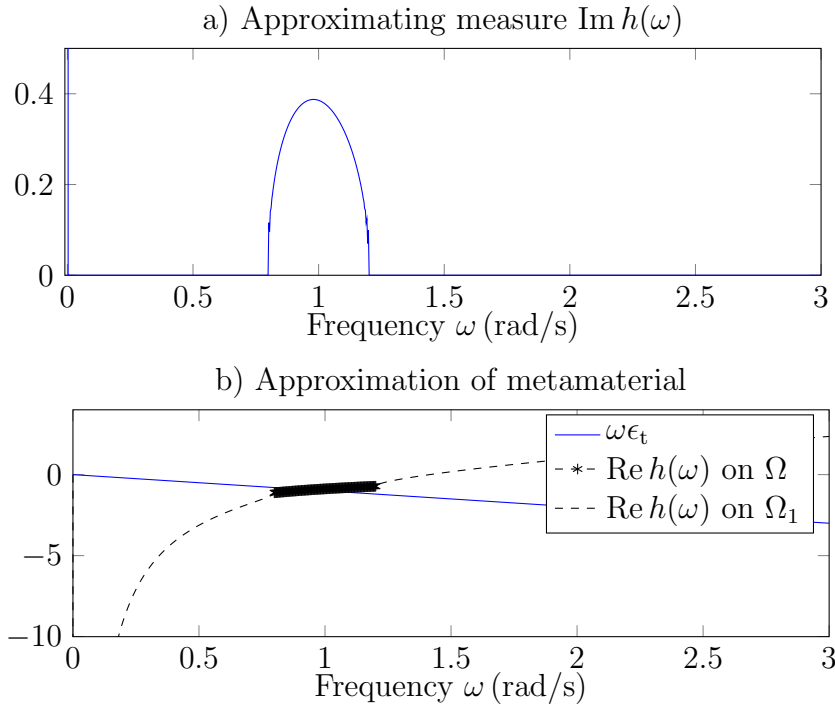 a) Approximating measure Im h(ω)
0.4
0.2
0
0 0.5 1 1.5 2 2.5 3
Frequency ω (rad/s)
b) Approximation of metamaterial
ωϵt
Re h(ω) on Ω
Re h(ω) on Ω1
0
−5
−10
0 0.5 1 1.5 2 2.5 3
Frequency ω (rad/s)